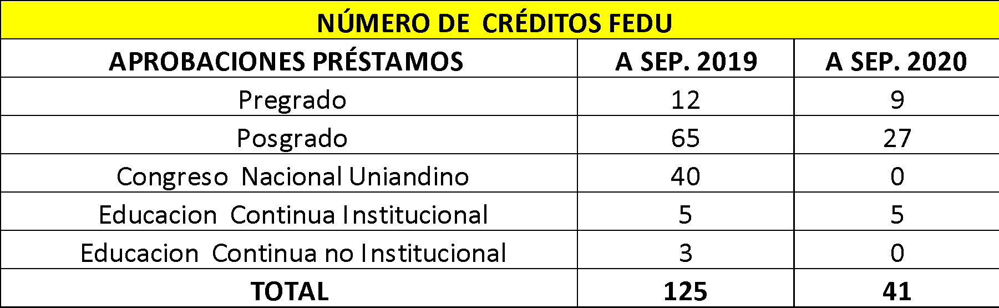 NÚMERO DE CRÉDITOS FEDU
APROBACIONES PRÉSTAMOS A SEP. 2019 A SEP. 2020
Pregrado 12 9
Posgrado 65 27
Congreso Nacional Uniandino 40 0
Educacion Continua Institucional 5 5
Educacion Continua no Institucional 3 0
TOTAL 125 41